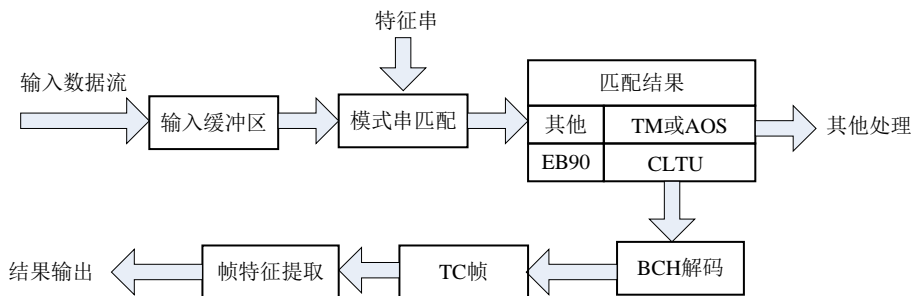 特征串
输入数据流
输入缓冲区
模式串匹配
匹配结果
其他
TM或AOS
EB90
CLTU
其他处理
结果输出
帧特征提取
TC帧
BCH解码